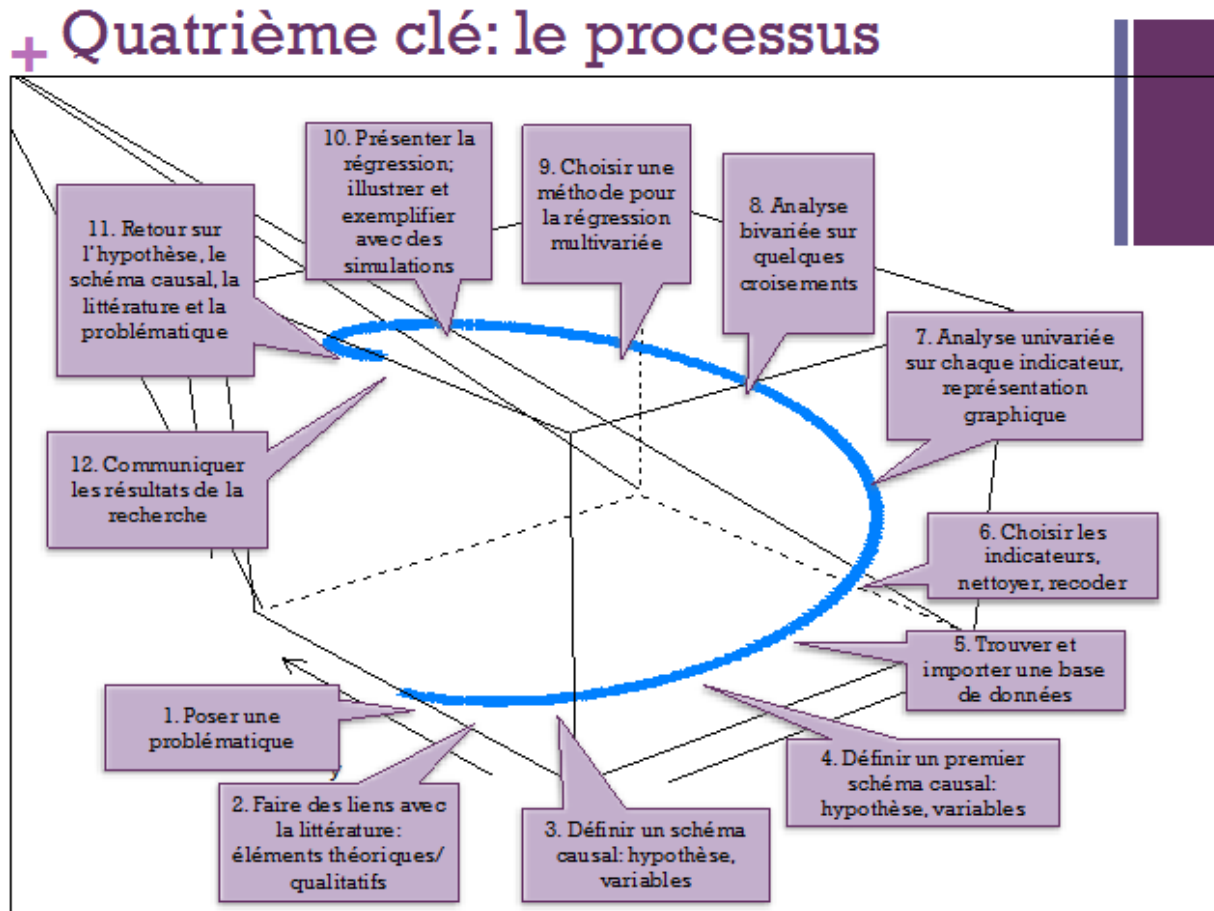 + Quatrième clé: le processus
10. Présenter la
régression;
illustrer et
exemplifier
avec des
simulations
9. Choisir une
méthode pour
la régression
multivariée
8. Analyse
bivariée sur
quelques
croisements
11. Retour sur
l'hypothèse, le
schéma causal, la
littérature et la
problématique
7. Analyse univariée
sur chaque indicateur,
représentation
graphique
12. Communiquer
les résultats de la
recherche
6. Choisir les
indicateurs,
nettoyer, recoder
5. Trouver et
importer une base
de données
1. Poser une
problématique
y
4. Définir un premier
schéma causal:
hypothèse, variables
2. Faire des liens avec
la littérature:
éléments théoriques/
qualitatifs
3. Définir un schéma
causal: hypothèse,
variables